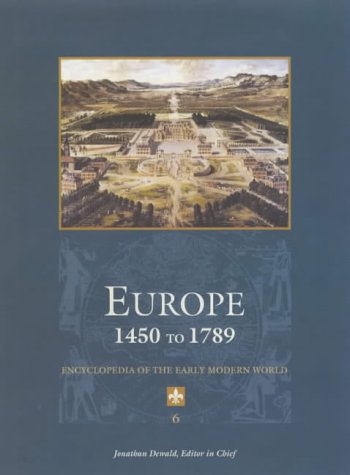 EUROPE
1450 TO 1789
ENCYCLOPEDIA OF THE EARLY MODERN WORLD
6
Jonathan Dewald, Editor in Chief